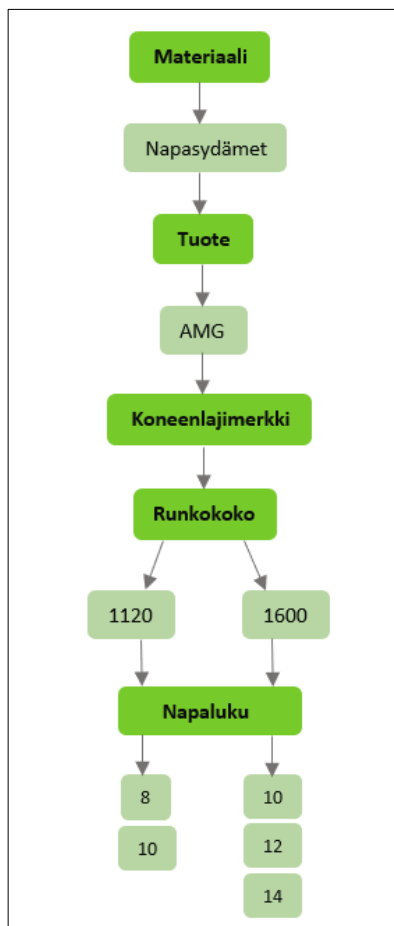 Materiaali
Napasydämet
Tuote
AMG
Koneenlajimerkki
Runkokoko
1120 1600
Napaluku
8 10
10 12
14